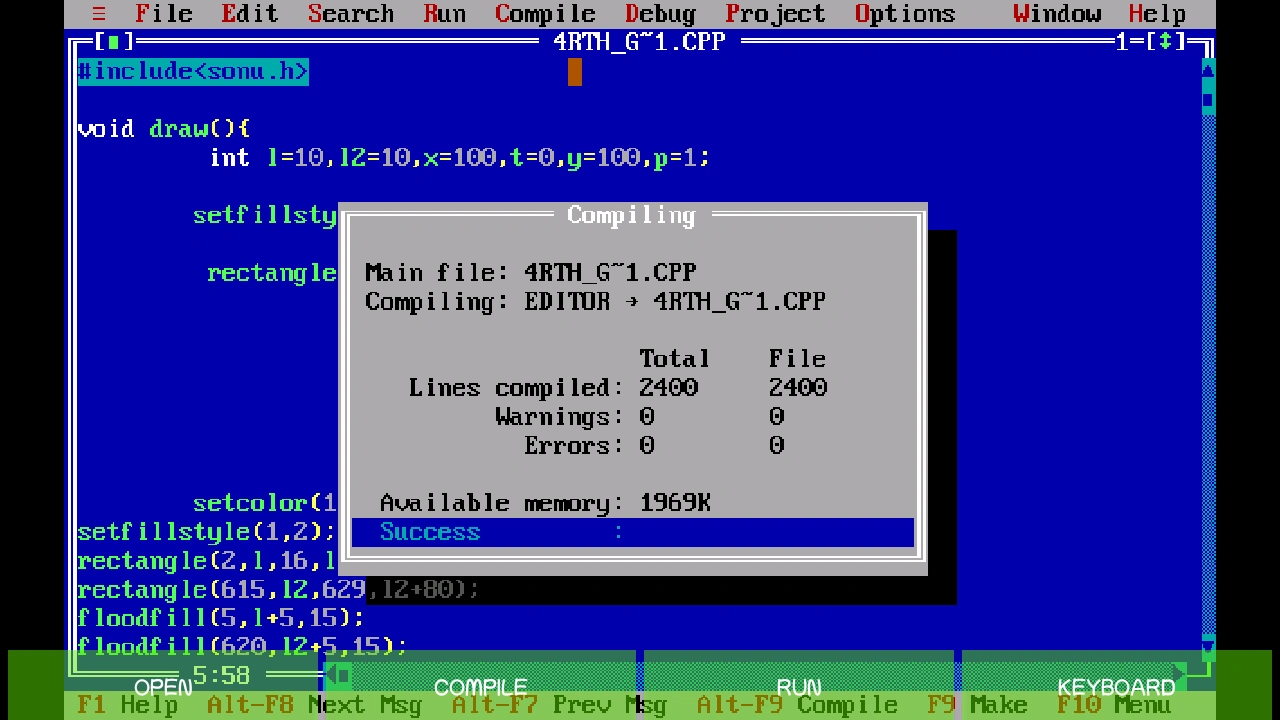 ≡ File Edit Search Run Compile Debug Project Options Window Help
[■] 4RTH_G~1.CPP 1=[↕]
#include<sonu.h>
void draw(){
int l=10,l2=10,x=100,t=0,y=100,p=1;
setfillsty
rectangle
Compiling
Main file: 4RTH_G~1.CPP
Compiling: EDITOR → 4RTH_G~1.CPP
Total File
Lines compiled: 2400 2400
Warnings: 0 0
Errors: 0 0
Available memory: 1969K
Success :
setcolor(1
setfillstyle(1,2);
rectangle(2,l,16,l
rectangle(615,l2,629,l2+80);
floodfill(5,l+5,15);
floodfill(620,l2+5,15);
5:58
OPEN COMPILE RUN KEYBOARD
F1 Help Alt-F8 Next Msg Alt-F7 Prev Msg Alt-F9 Compile F9 Make F10 Menu